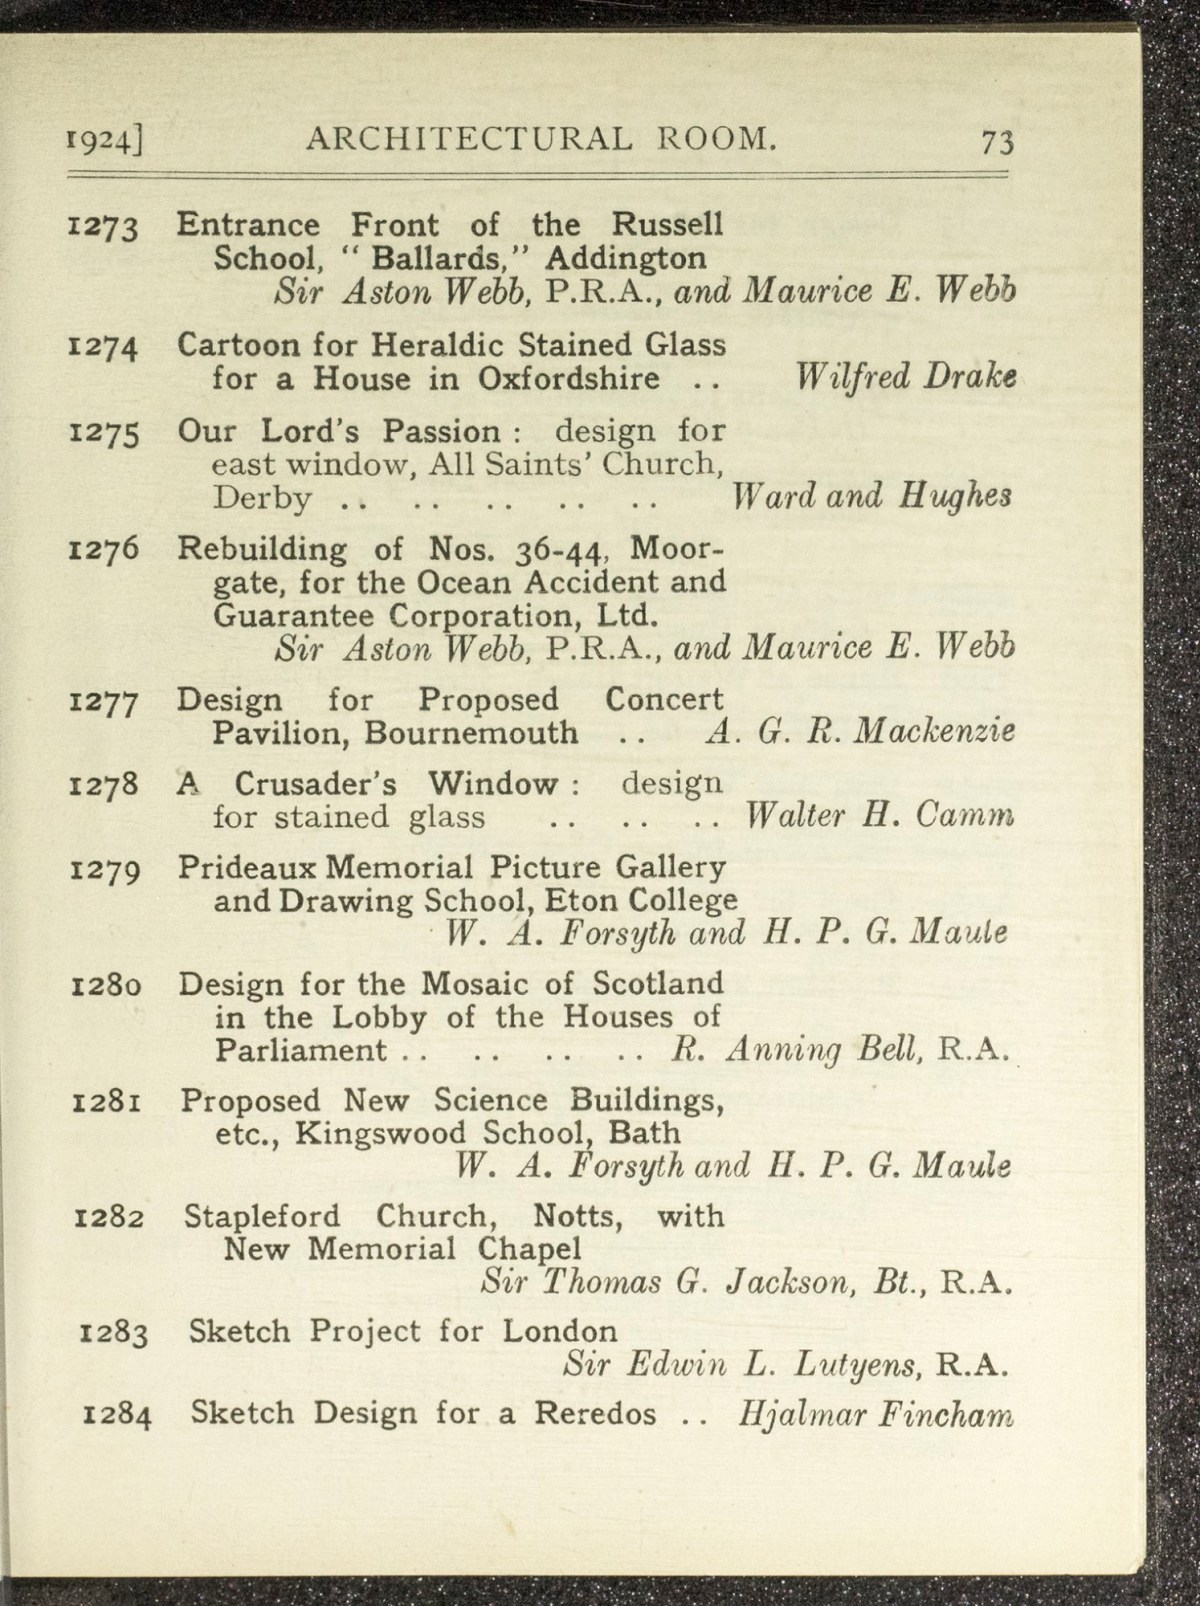 1924] ARCHITECTURAL ROOM. 73
1273 Entrance Front of the Russell
School, “ Ballards,” Addington
Sir Aston Webb, P.R.A., and Maurice E. Webb
1274 Cartoon for Heraldic Stained Glass
for a House in Oxfordshire .. Wilfred Drake
1275 Our Lord’s Passion : design for
east window, All Saints’ Church,
Derby .. .. .. .. .. Ward and Hughes
1276 Rebuilding of Nos. 36-44, Moor-
gate, for the Ocean Accident and
Guarantee Corporation, Ltd.
Sir Aston Webb, P.R.A., and Maurice E. Webb
1277 Design for Proposed Concert
Pavilion, Bournemouth .. A. G. R. Mackenzie
1278 A Crusader’s Window : design
for stained glass .. .. .. Walter H. Camm
1279 Prideaux Memorial Picture Gallery
and Drawing School, Eton College
W. A. Forsyth and H. P. G. Maule
1280 Design for the Mosaic of Scotland
in the Lobby of the Houses of
Parliament .. .. .. .. R. Anning Bell, R.A.
1281 Proposed New Science Buildings,
etc., Kingswood School, Bath
W. A. Forsyth and H. P. G. Maule
1282 Stapleford Church, Notts, with
New Memorial Chapel
Sir Thomas G. Jackson, Bt., R.A.
1283 Sketch Project for London
Sir Edwin L. Lutyens, R.A.
1284 Sketch Design for a Reredos .. Hjalmar Fincham